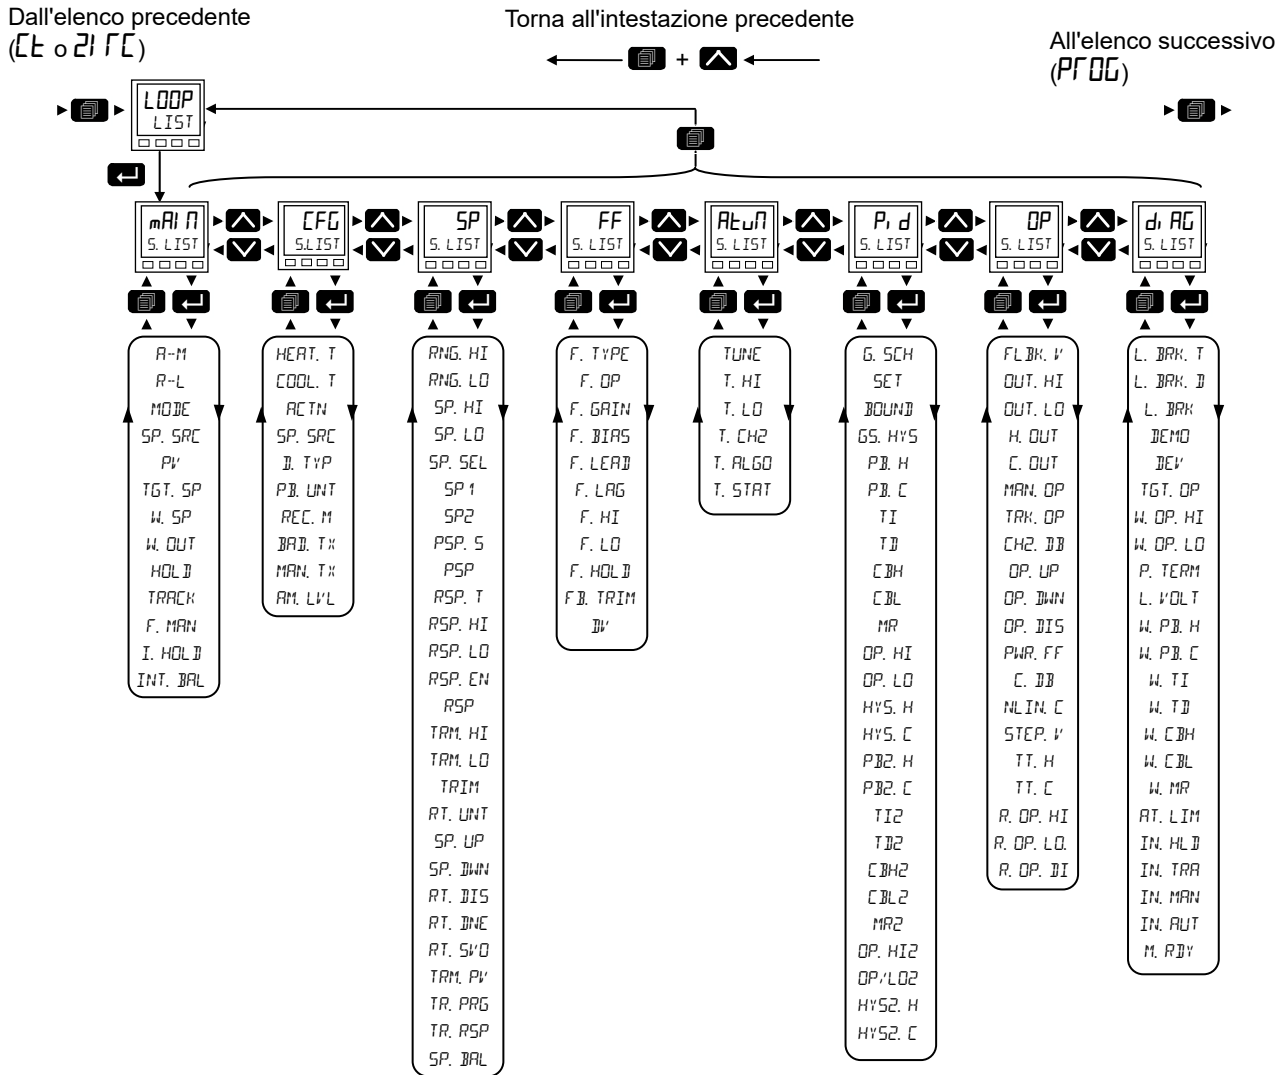 Dall'elenco precedente
(Ct o 21TC)
Torna all'intestazione precedente
All'elenco successivo
(PROG)
+
LOOP
LIST
mAIN
S. LIST
CFG
S.LIST
SP
S. LIST
FF
S. LIST
AtuN
S. LIST
Pid
S. LIST
OP
S. LIST
diAG
S. LIST
A-M
R-L
MODE
SP. SRC
PV
TGT. SP
W. SP
W. OUT
HOLD
TRACK
F. MAN
I. HOLD
INT. BAL
HEAT. T
COOL. T
ACTN
SP. SRC
D. TYP
PB. UNT
REC. M
BAD. TX
MAN. TX
AM. LVL
RNG. HI
RNG. LO
SP. HI
SP. LO
SP. SEL
SP1
SP2
PSP. S
PSP
RSP. T
RSP. HI
RSP. LO
RSP. EN
RSP
TRM. HI
TRM. LO
TRIM
RT. UNT
SP. UP
SP. DWN
RT. DIS
RT. DNE
RT. SVO
TRM. PV
TR. PRG
TR. RSP
SP. BAL
F. TYPE
F. OP
F. GAIN
F. BIAS
F. LEAD
F. LAG
F. HI
F. LO
F. HOLD
FB. TRIM
DV
TUNE
T. HI
T. LO
T. CH2
T. ALGO
T. STAT
G. SCH
SET
BOUND
GS. HYS
PB. H
PB. C
TI
TD
CBH
CBL
MR
OP. HI
OP. LO
HYS. H
HYS. C
PB2. H
PB2. C
TI2
TD2
CBH2
CBL2
MR2
OP. HI2
OP/LO2
HYS2. H
HYS2. C
FLBK. V
OUT. HI
OUT. LO
H. OUT
C. OUT
MAN. OP
TRK. OP
CH2. DB
OP. UP
OP. DWN
OP. DIS
PWR. FF
C. DB
NLIN. C
STEP. V
TT. H
TT. C
R. OP. HI
R. OP. LO.
R. OP. DI
L. BRK. T
L. BRK. D
L. BRK
DEMO
DEV
TGT. OP
W. OP. HI
W. OP. LO
P. TERM
L. VOLT
W. PB. H
W. PB. C
W. TI
W. TD
W. CBH
W. CBL
W. MR
AT. LIM
IN. HLD
IN. TRA
IN. MAN
IN. AUT
M. RDY